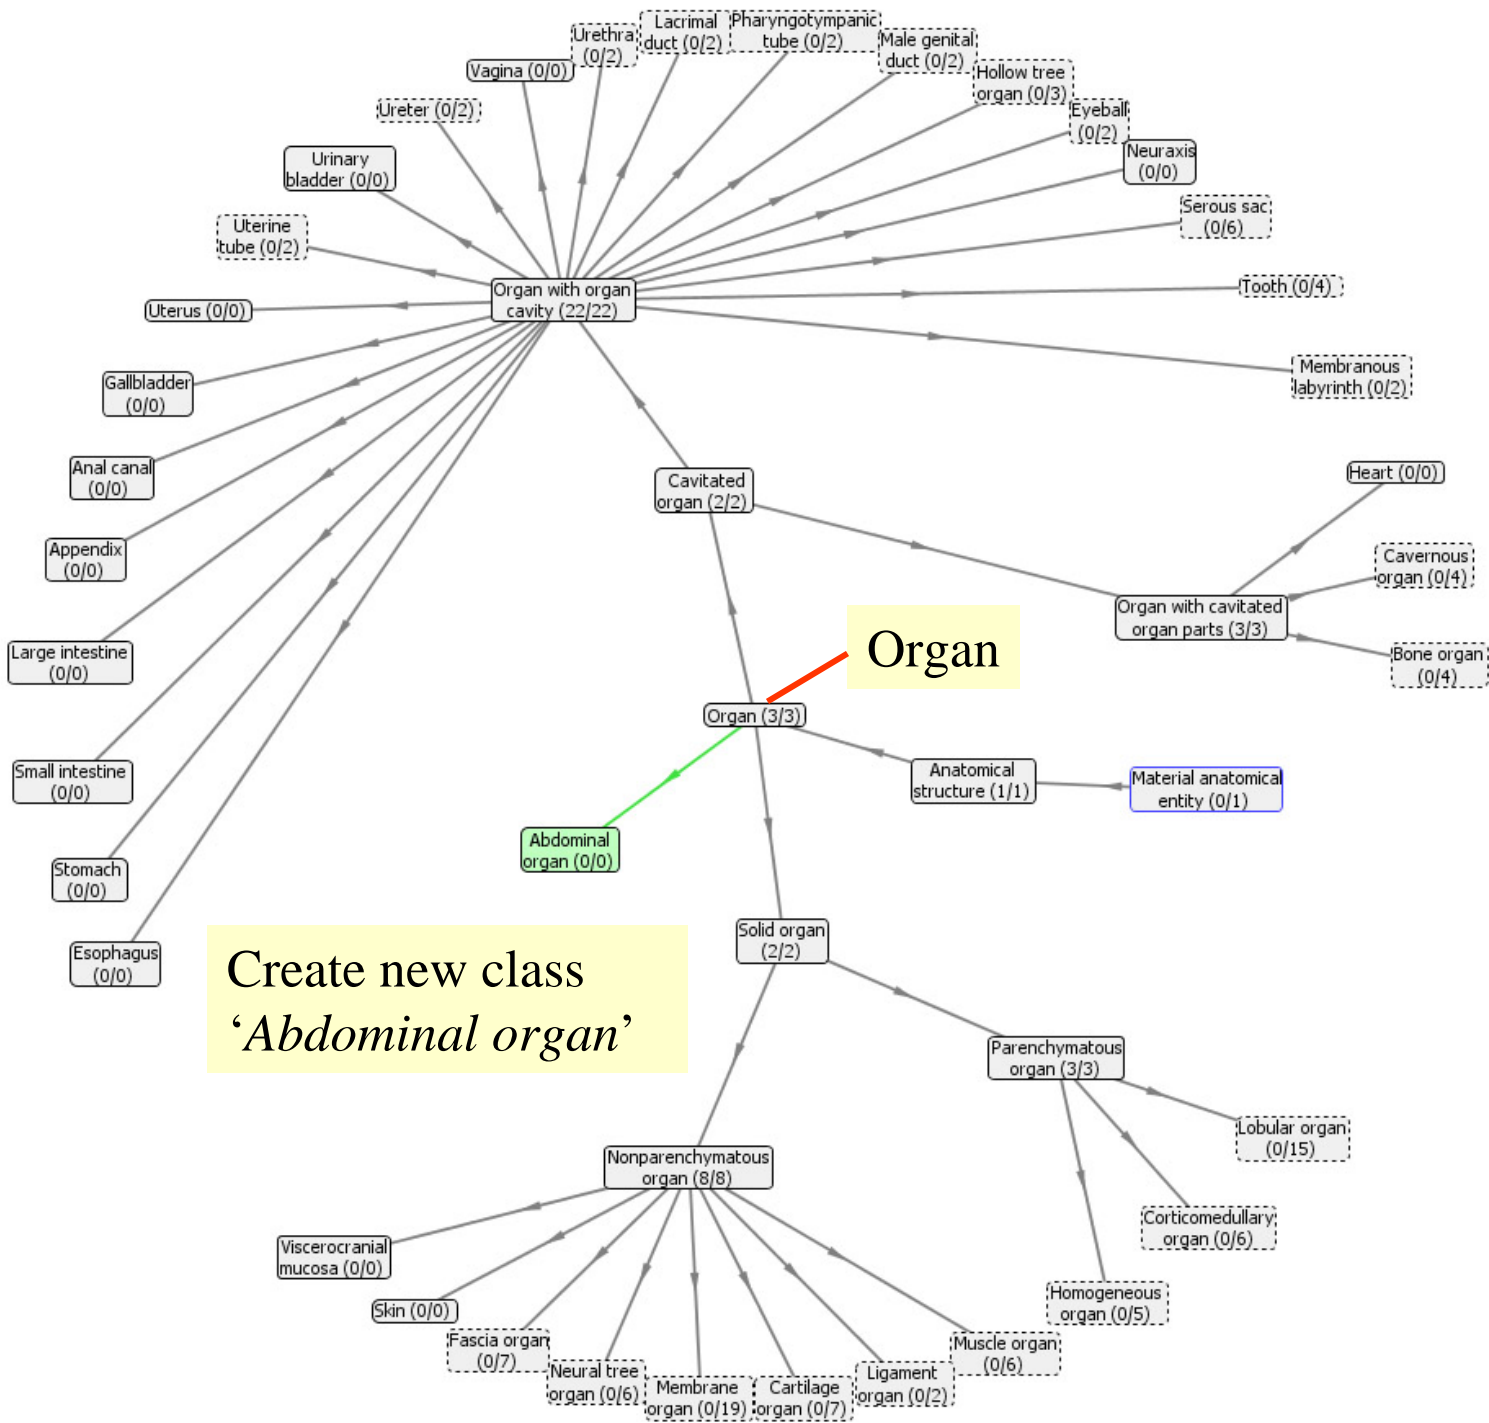 Lacrimal
duct (0/2)
Pharyngotympanic
tube (0/2)
Urethra
(0/2)
Male genital
duct (0/2)
Vagina (0/0)
Hollow tree
organ (0/3)
Ureter (0/2)
Eyeball
(0/2)
Urinary
bladder (0/0)
Neuraxis
(0/0)
Uterine
tube (0/2)
Serous sac
(0/6)
Organ with organ
cavity (22/22)
Tooth (0/4)
Uterus (0/0)
Membranous
labyrinth (0/2)
Gallbladder
(0/0)
Anal canal
(0/0)
Cavitated
organ (2/2)
Heart (0/0)
Appendix
(0/0)
Cavernous
organ (0/4)
Organ with cavitated
organ parts (3/3)
Large intestine
(0/0)
Organ
Bone organ
(0/4)
Organ (3/3)
Small intestine
(0/0)
Anatomical
structure (1/1)
Material anatomical
entity (0/1)
Abdominal
organ (0/0)
Stomach
(0/0)
Esophagus
(0/0)
Create new class
‘Abdominal organ’
Solid organ
(2/2)
Parenchymatous
organ (3/3)
Lobular organ
(0/15)
Nonparenchymatous
organ (8/8)
Corticomedullary
organ (0/6)
Viscerocranial
mucosa (0/0)
Homogeneous
organ (0/5)
Skin (0/0)
Fascia organ
(0/7)
Neural tree
organ (0/6)
Membrane
organ (0/19)
Cartilage
organ (0/7)
Ligament
organ (0/2)
Muscle organ
(0/6)